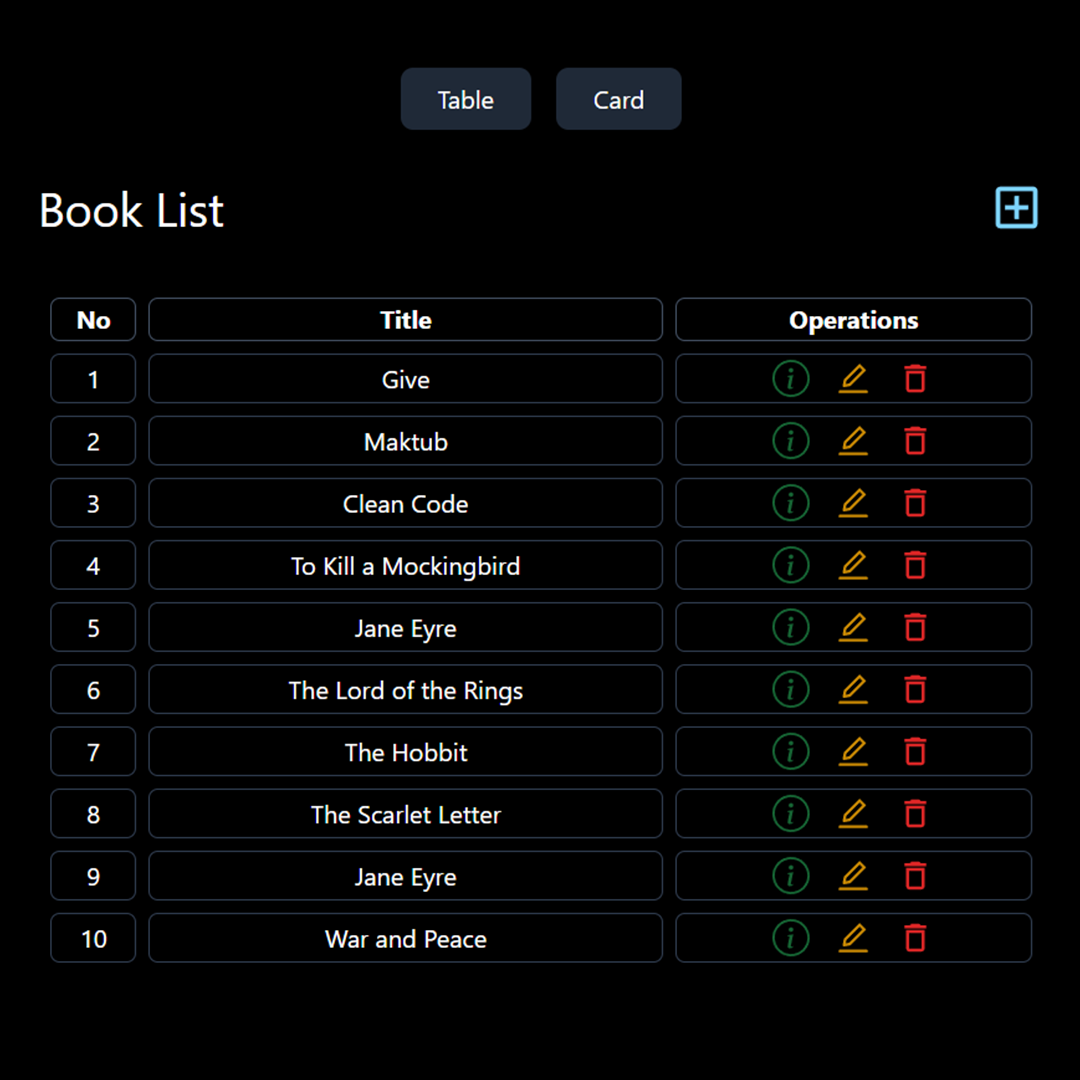 Table Card
Book List
No Title Operations
1 Give
2 Maktub
3 Clean Code
4 To Kill a Mockingbird
5 Jane Eyre
6 The Lord of the Rings
7 The Hobbit
8 The Scarlet Letter
9 Jane Eyre
10 War and Peace